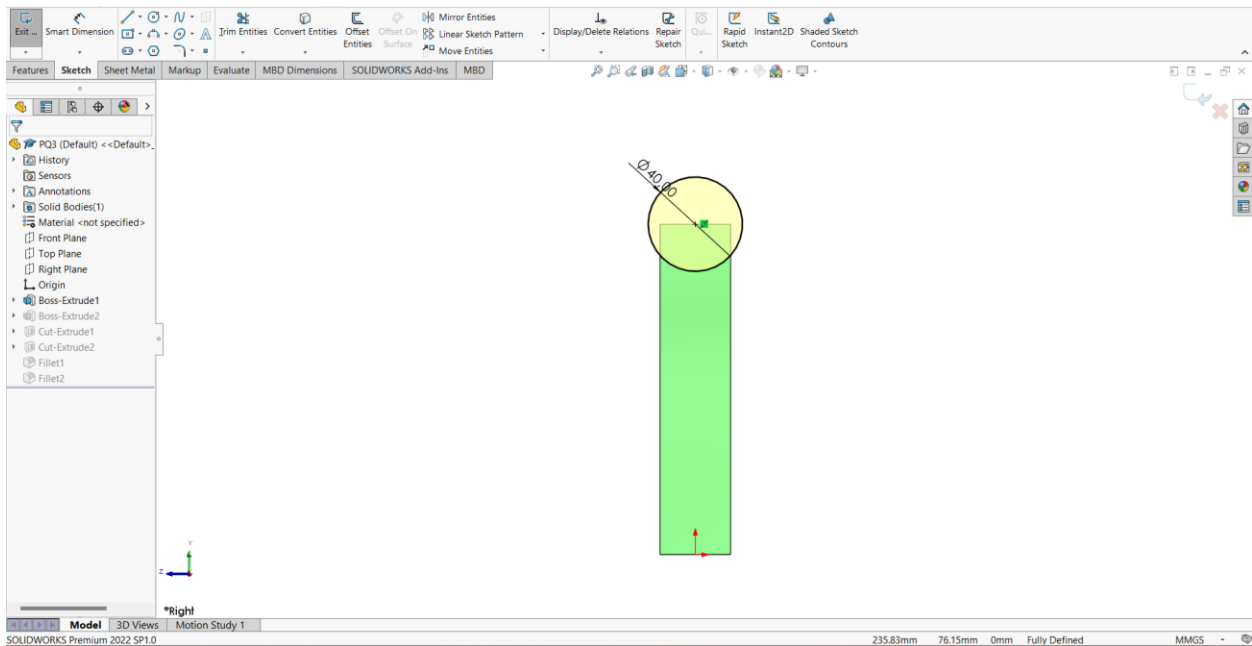 Exit ...
Smart Dimension
Trim Entities
Convert Entities
Offset Entities
Offset On Surface
Mirror Entities
Linear Sketch Pattern
Move Entities
Display/Delete Relations
Repair Sketch
Qui...
Rapid Sketch
Instant2D
Shaded Sketch Contours
Features Sketch Sheet Metal Markup Evaluate MBD Dimensions SOLIDWORKS Add-Ins MBD
PQ3 (Default) <<Default>_
History
Sensors
Annotations
Solid Bodies(1)
Material <not specified>
Front Plane
Top Plane
Right Plane
Origin
Boss-Extrude1
Boss-Extrude2
Cut-Extrude1
Cut-Extrude2
Fillet1
Fillet2
Ø40.00
Y
Z
*Right
Model 3D Views Motion Study 1
SOLIDWORKS Premium 2022 SP1.0 235.83mm 76.15mm 0mm Fully Defined MMGS